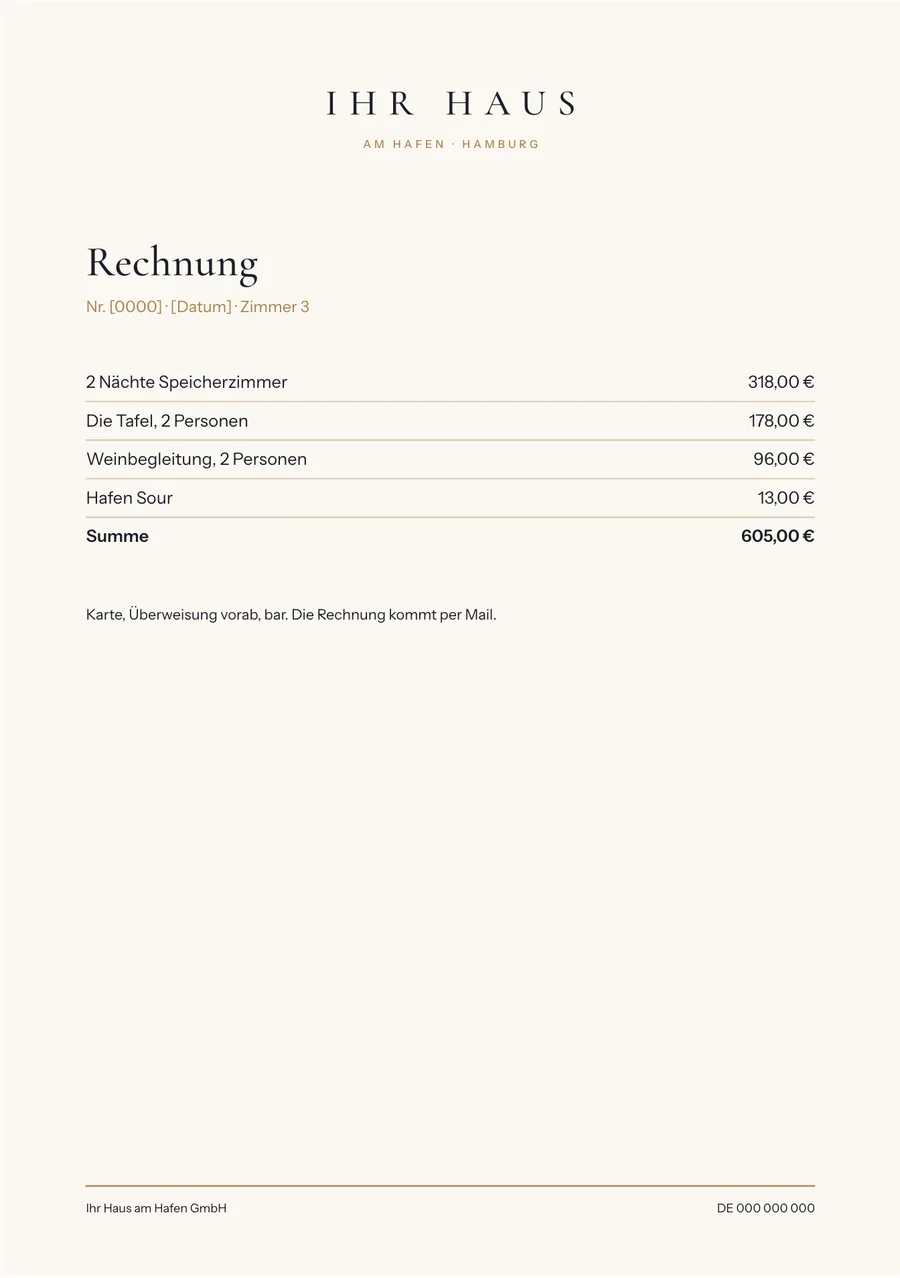 IHR HAUS
AM HAFEN · HAMBURG
Rechnung
Nr. [0000] · [Datum] · Zimmer 3
2 Nächte Speicherzimmer 318,00 €
Die Tafel, 2 Personen 178,00 €
Weinbegleitung, 2 Personen 96,00 €
Hafen Sour 13,00 €
Summe 605,00 €
Karte, Überweisung vorab, bar. Die Rechnung kommt per Mail.
Ihr Haus am Hafen GmbH DE 000 000 000